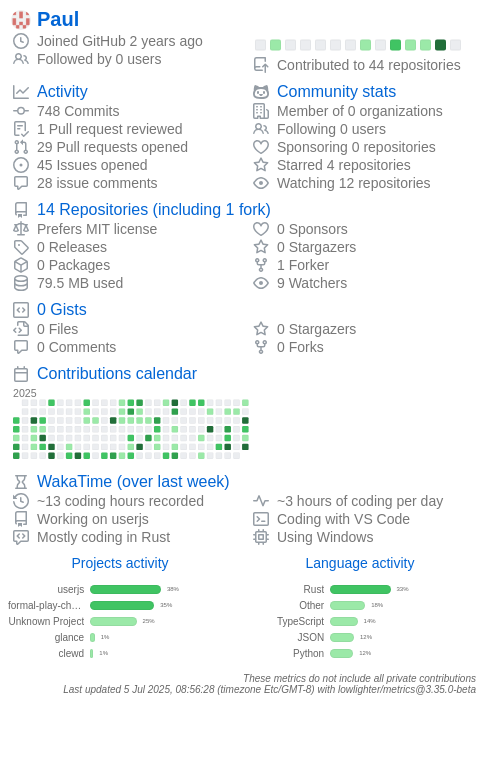 Paul
Joined GitHub 2 years ago
Followed by 0 users
Contributed to 44 repositories
Activity
748 Commits
1 Pull request reviewed
29 Pull requests opened
45 Issues opened
28 issue comments
Community stats
Member of 0 organizations
Following 0 users
Sponsoring 0 repositories
Starred 4 repositories
Watching 12 repositories
14 Repositories (including 1 fork)
Prefers MIT license
0 Releases
0 Packages
79.5 MB used
0 Sponsors
0 Stargazers
1 Forker
9 Watchers
0 Gists
0 Files
0 Comments
0 Stargazers
0 Forks
Contributions calendar
2025
WakaTime (over last week)
~13 coding hours recorded
Working on userjs
Mostly coding in Rust
~3 hours of coding per day
Coding with VS Code
Using Windows
Projects activity
userjs 38%
formal-play-ch... 35%
Unknown Project 25%
glance 1%
clewd 1%
Language activity
Rust 33%
Other 18%
TypeScript 14%
JSON 12%
Python 12%
These metrics do not include all private contributions
Last updated 5 Jul 2025, 08:56:28 (timezone Etc/GMT-8) with lowlighter/metrics@3.35.0-beta